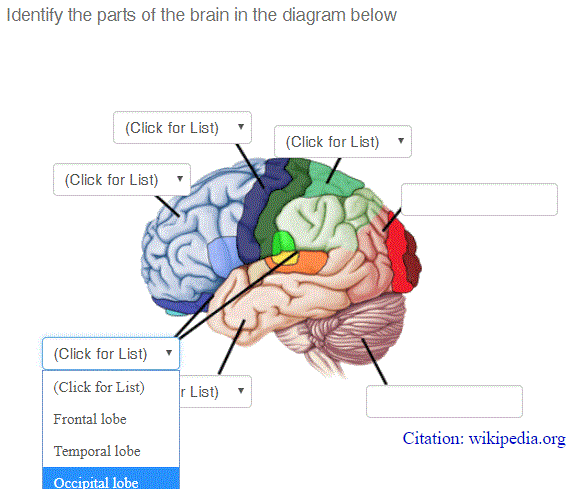 Identify the parts of the brain in the diagram below
(Click for List)
(Click for List)
(Click for List)
(Click for List)
(Click for List)
Frontal lobe
Temporal lobe
Occipital lobe
r List)
Citation: wikipedia.org